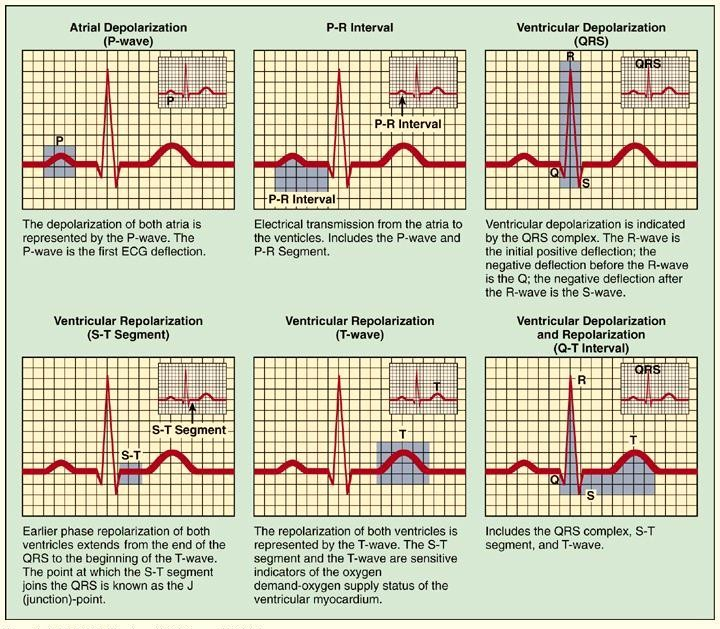 Atrial Depolarization
(P-wave)
P
P
The depolarization of both atria is
represented by the P-wave. The
P-wave is the first ECG deflection.
P-R Interval
P-R Interval
P-R Interval
Electrical transmission from the atria to
the venticles. Includes the P-wave and
P-R Segment.
Ventricular Depolarization
(QRS)
R
QRS
Q
S
Ventricular depolarization is indicated
by the QRS complex. The R-wave is
the initial positive deflection; the
negative deflection before the R-wave
is the Q; the negative deflection after
the R-wave is the S-wave.
Ventricular Repolarization
(S-T Segment)
S-T Segment
S-T
Earlier phase repolarization of both
ventricles extends from the end of the
QRS to the beginning of the T-wave.
The point at which the S-T segment
joins the QRS is known as the J
(junction)-point.
Ventricular Repolarization
(T-wave)
T
T
The repolarization of both ventricles is
represented by the T-wave. The S-T
segment and the T-wave are sensitive
indicators of the oxygen
demand-oxygen supply status of the
ventricular myocardium.
Ventricular Depolarization
and Repolarization
(Q-T Interval)
QRS
R
T
Q
S
Includes the QRS complex, S-T
segment, and T-wave.